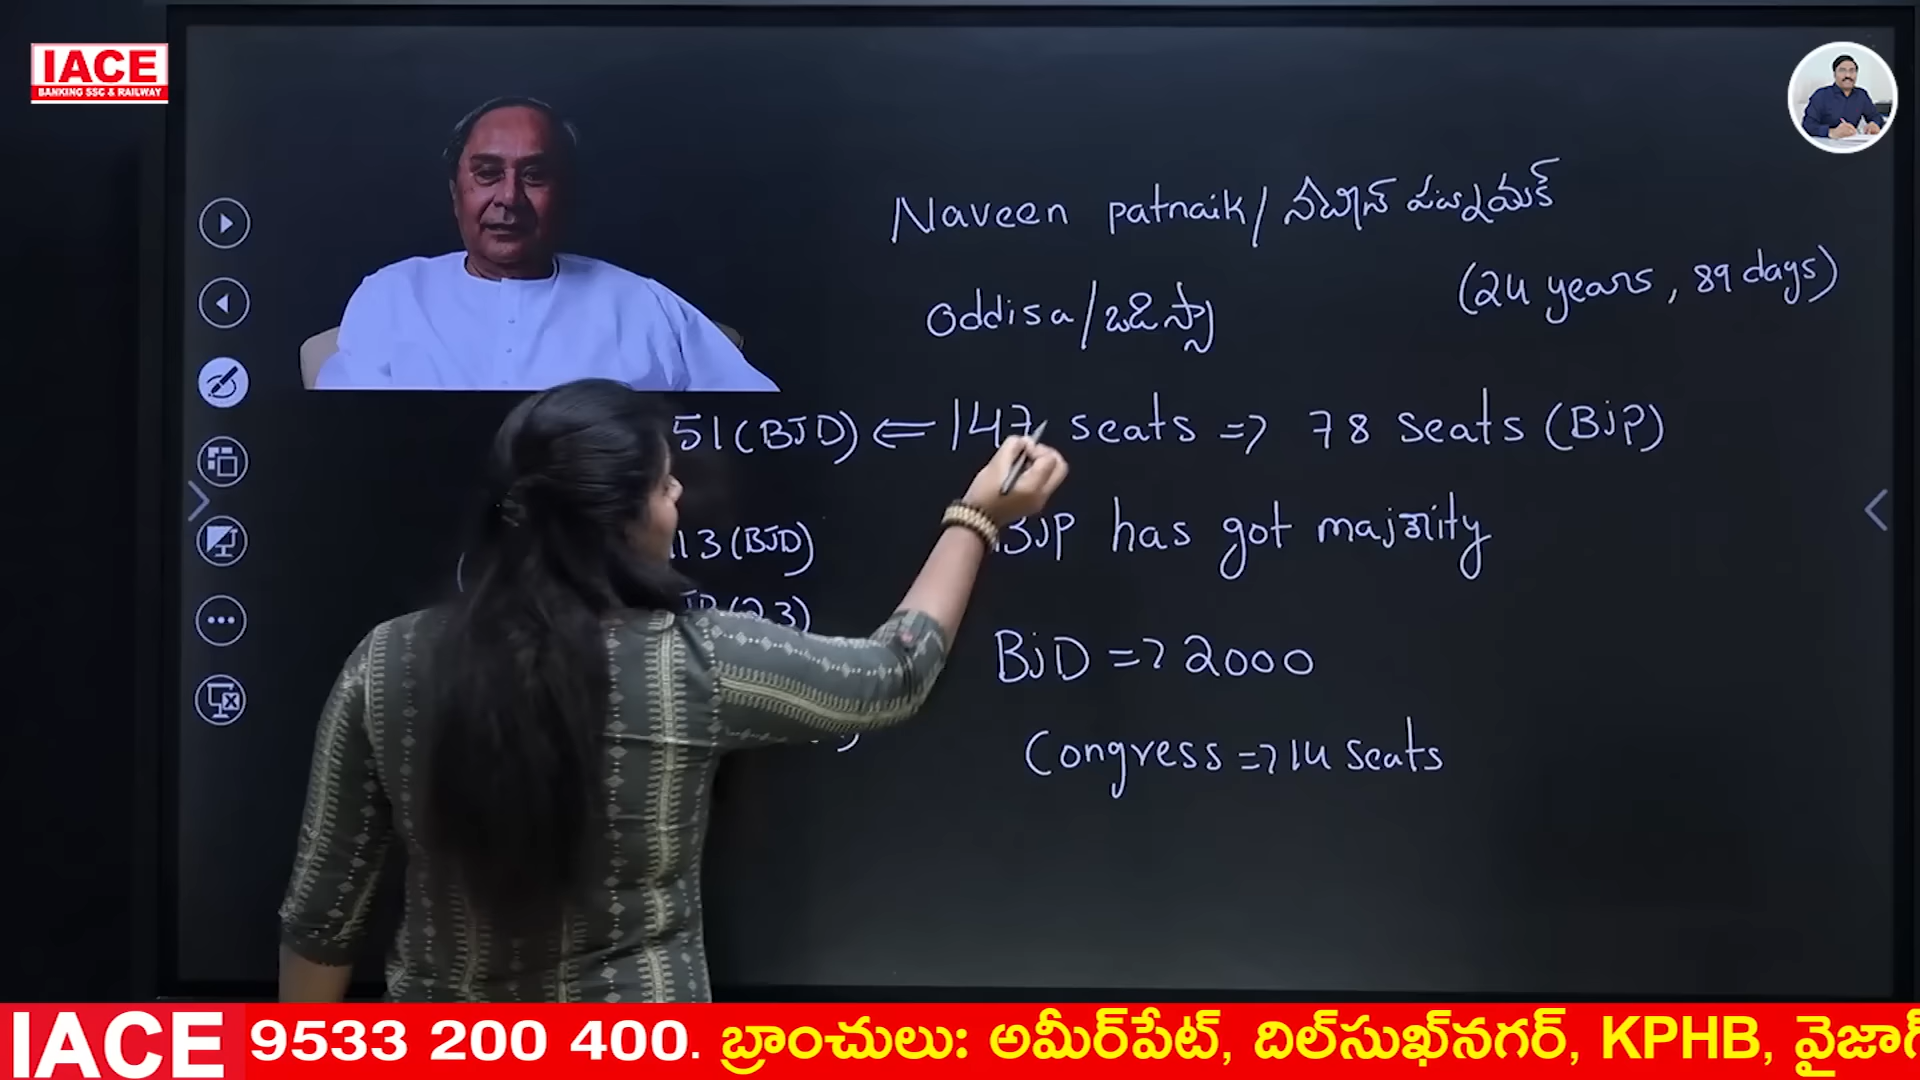 IACE
BANKING SSC & RAILWAY
Naveen patnaik/ నవీన్ పట్నాయక్
(24 years, 89 days)
oddisa/ఒడిస్సా
51(BJD) <= 147 seats => 78 seats (BJP)
13(BJD)
BJP has got majority
(23)
BJD => 2000
Congress => 14 seats
IACE 9533 200 400. బ్రాంచులు: అమీర్‌పేట్, దిల్‌సుఖ్‌నగర్, KPHB, వైజాగ్